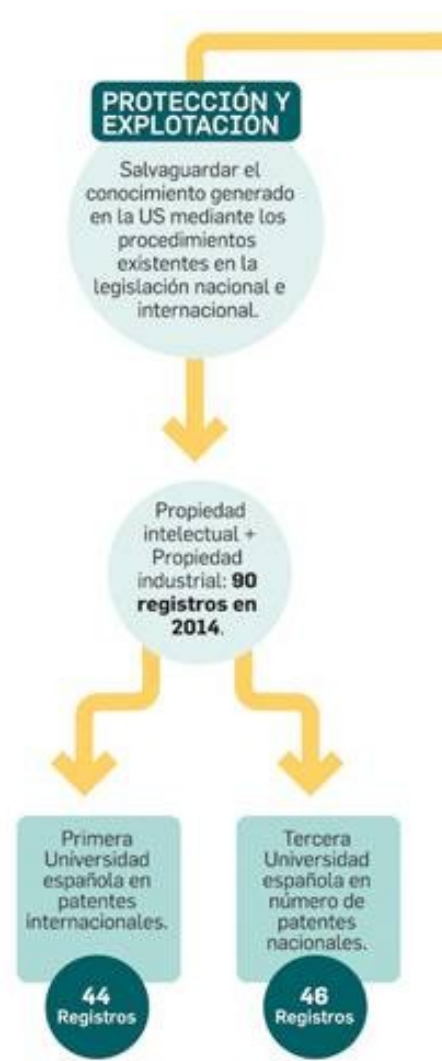 PROTECCIÓN Y
EXPLOTACIÓN
Salvaguardar el
conocimiento generado
en la US mediante los
procedimientos
existentes en la
legislación nacional e
internacional.
Propiedad
intelectual +
Propiedad
industrial: 90
registros en
2014.
Primera
Universidad
española en
patentes
internacionales.
44
Registros
Tercera
Universidad
española en
número de
patentes
nacionales.
46
Registros